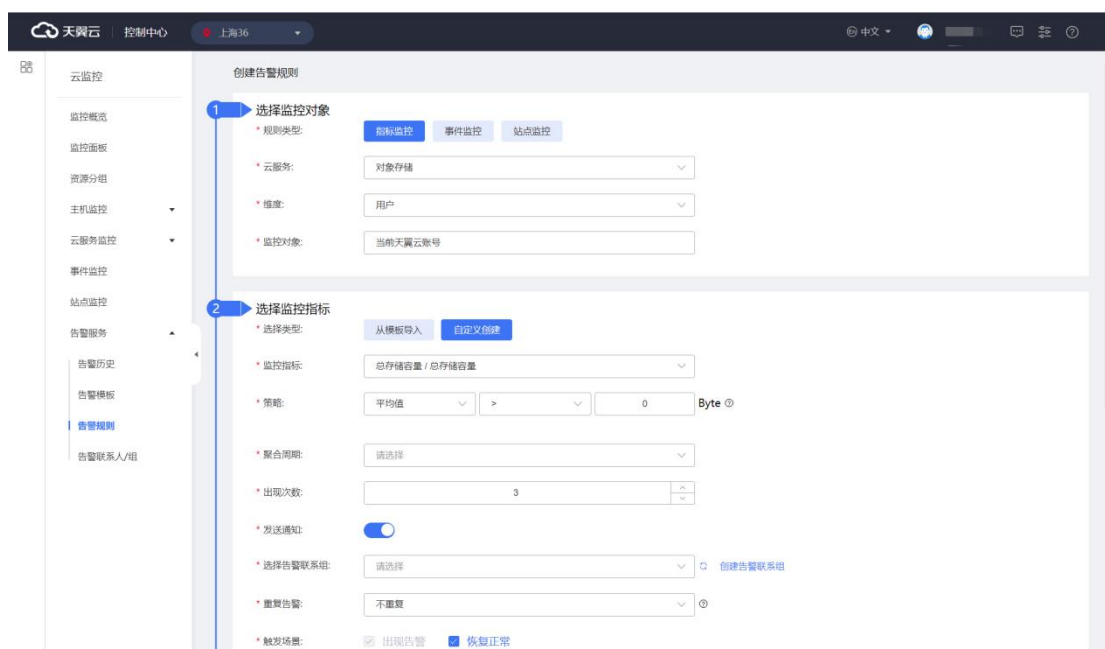 天翼云 控制中心 上海36 中文
云监控
监控概览
监控面板
资源分组
主机监控
云服务监控
事件监控
站点监控
告警服务
告警历史
告警模板
告警规则
告警联系人/组
创建告警规则
1 选择监控对象
* 规则类型: 指标监控 事件监控 站点监控
* 云服务: 对象存储
* 维度: 用户
* 监控对象: 当前天翼云账号
2 选择监控指标
* 选择类型: 从模板导入 自定义创建
* 监控指标: 总存储容量 / 总存储容量
* 策略: 平均值 > 0 Byte
* 聚合周期: 请选择
* 出现次数: 3
* 发送通知:
* 选择告警联系组: 请选择 创建告警联系组
* 重复告警: 不重复
* 触发场景: 出现告警 恢复正常